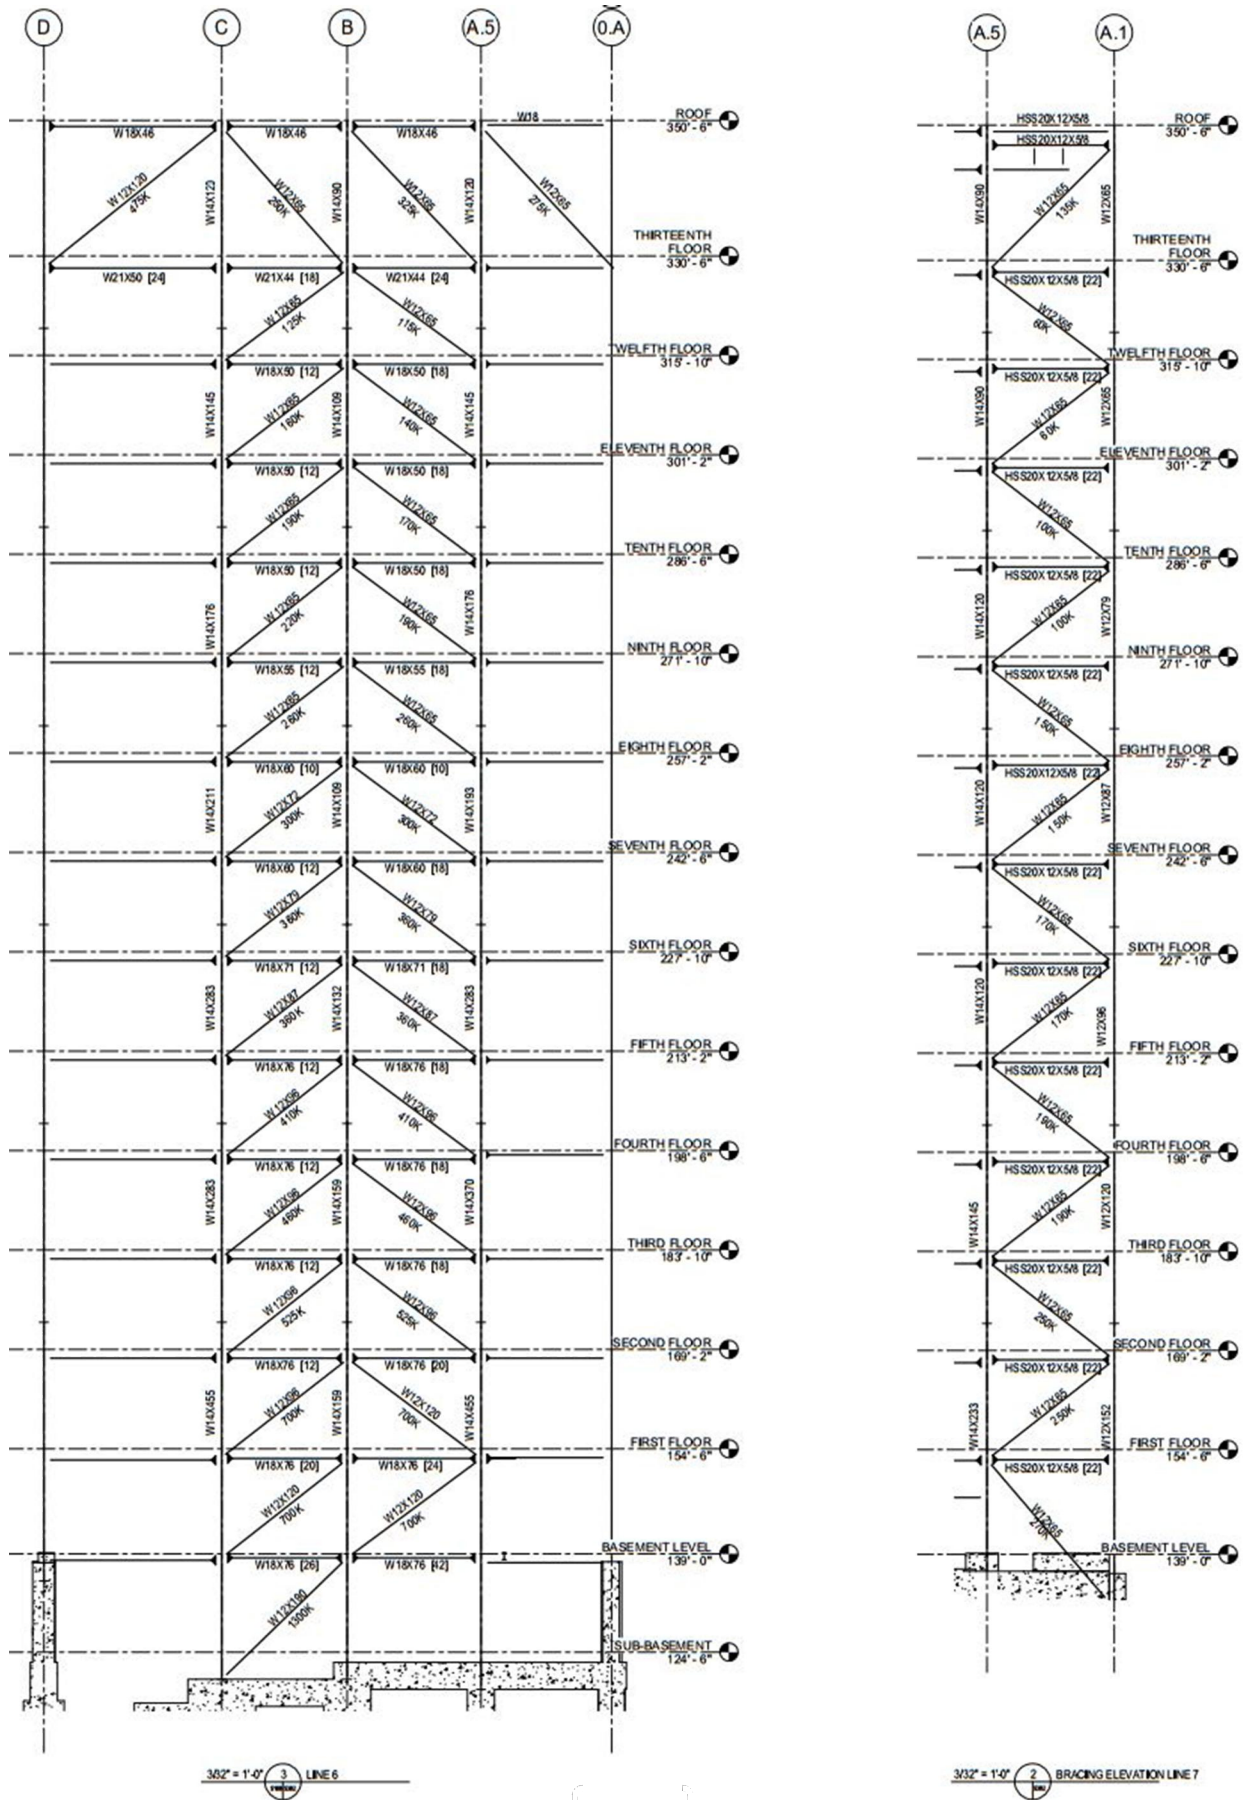 D
C
B
A.5
0.A
W18
W18X46
W18X46
W18X46
ROOF
350' - 6"
W12X120
475K
W14X120
W12X65
250K
W14X90
W12X65
325K
W14X120
W12X65
275K
THIRTEENTH
FLOOR
330' - 6"
W21X50 [24]
W21X44 [18]
W21X44 [24]
W12X65
125K
W12X65
115K
TWELFTH FLOOR
315' - 10"
W18X50 [12]
W18X50 [18]
W14X145
W12X65
160K
W14X109
W12X65
140K
W14X145
ELEVENTH FLOOR
301' - 2"
W18X50 [12]
W18X50 [18]
W12X65
190K
W12X65
170K
TENTH FLOOR
286' - 6"
W18X50 [12]
W18X50 [18]
W14X176
W12X65
220K
W12X65
190K
W14X176
NINTH FLOOR
271' - 10"
W18X55 [12]
W18X55 [18]
W12X65
260K
W12X65
260K
EIGHTH FLOOR
257' - 2"
W18X60 [10]
W18X60 [10]
W14X211
W12X72
300K
W14X109
W12X72
300K
W14X193
SEVENTH FLOOR
242' - 6"
W18X60 [12]
W18X60 [18]
W12X79
360K
W12X79
360K
SIXTH FLOOR
227' - 10"
W18X71 [12]
W18X71 [18]
W14X283
W12X87
360K
W14X132
W12X87
360K
W14X283
FIFTH FLOOR
213' - 2"
W18X76 [12]
W18X76 [18]
W12X96
410K
W12X96
410K
FOURTH FLOOR
198' - 6"
W18X76 [12]
W18X76 [18]
W14X283
W12X96
460K
W14X159
W12X96
460K
W14X370
THIRD FLOOR
183' - 10"
W18X76 [12]
W18X76 [18]
W12X96
525K
W12X96
525K
SECOND FLOOR
169' - 2"
W18X76 [12]
W18X76 [20]
W14X455
W12X96
700K
W14X159
W12X120
700K
W14X455
FIRST FLOOR
154' - 6"
W18X76 [20]
W18X76 [24]
W12X120
700K
W12X120
700K
BASEMENT LEVEL
139' - 0"
W18X76 [26]
W18X76 [42]
W12X190
1300K
SUB-BASEMENT
124' - 6"
3/32" = 1'-0"
3
LINE 6
A.5
A.1
HSS20X12X5/8
HSS20X12X5/8
ROOF
350' - 6"
W14X90
W12X65
135K
W12X65
THIRTEENTH
FLOOR
330' - 6"
HSS20X12X5/8 [22]
W12X65
60K
TWELFTH FLOOR
315' - 10"
HSS20X12X5/8 [22]
W14X90
W12X65
60K
W12X65
ELEVENTH FLOOR
301' - 2"
HSS20X12X5/8 [22]
W12X65
100K
TENTH FLOOR
286' - 6"
HSS20X12X5/8 [22]
W14X120
W12X65
100K
W12X79
NINTH FLOOR
271' - 10"
HSS20X12X5/8 [22]
W12X65
150K
EIGHTH FLOOR
257' - 2"
HSS20X12X5/8 [22]
W14X120
W12X65
150K
W12X87
SEVENTH FLOOR
242' - 6"
HSS20X12X5/8 [22]
W12X65
170K
SIXTH FLOOR
227' - 10"
HSS20X12X5/8 [22]
W14X120
W12X65
170K
W12X96
FIFTH FLOOR
213' - 2"
HSS20X12X5/8 [22]
W12X65
190K
FOURTH FLOOR
198' - 6"
HSS20X12X5/8 [22]
W14X145
W12X65
190K
W12X120
THIRD FLOOR
183' - 10"
HSS20X12X5/8 [22]
W12X65
250K
SECOND FLOOR
169' - 2"
HSS20X12X5/8 [22]
W14X233
W12X65
250K
W12X152
FIRST FLOOR
154' - 6"
HSS20X12X5/8 [22]
W12X65
270K
BASEMENT LEVEL
139' - 0"
3/32" = 1'-0"
2
BRACING ELEVATION LINE 7